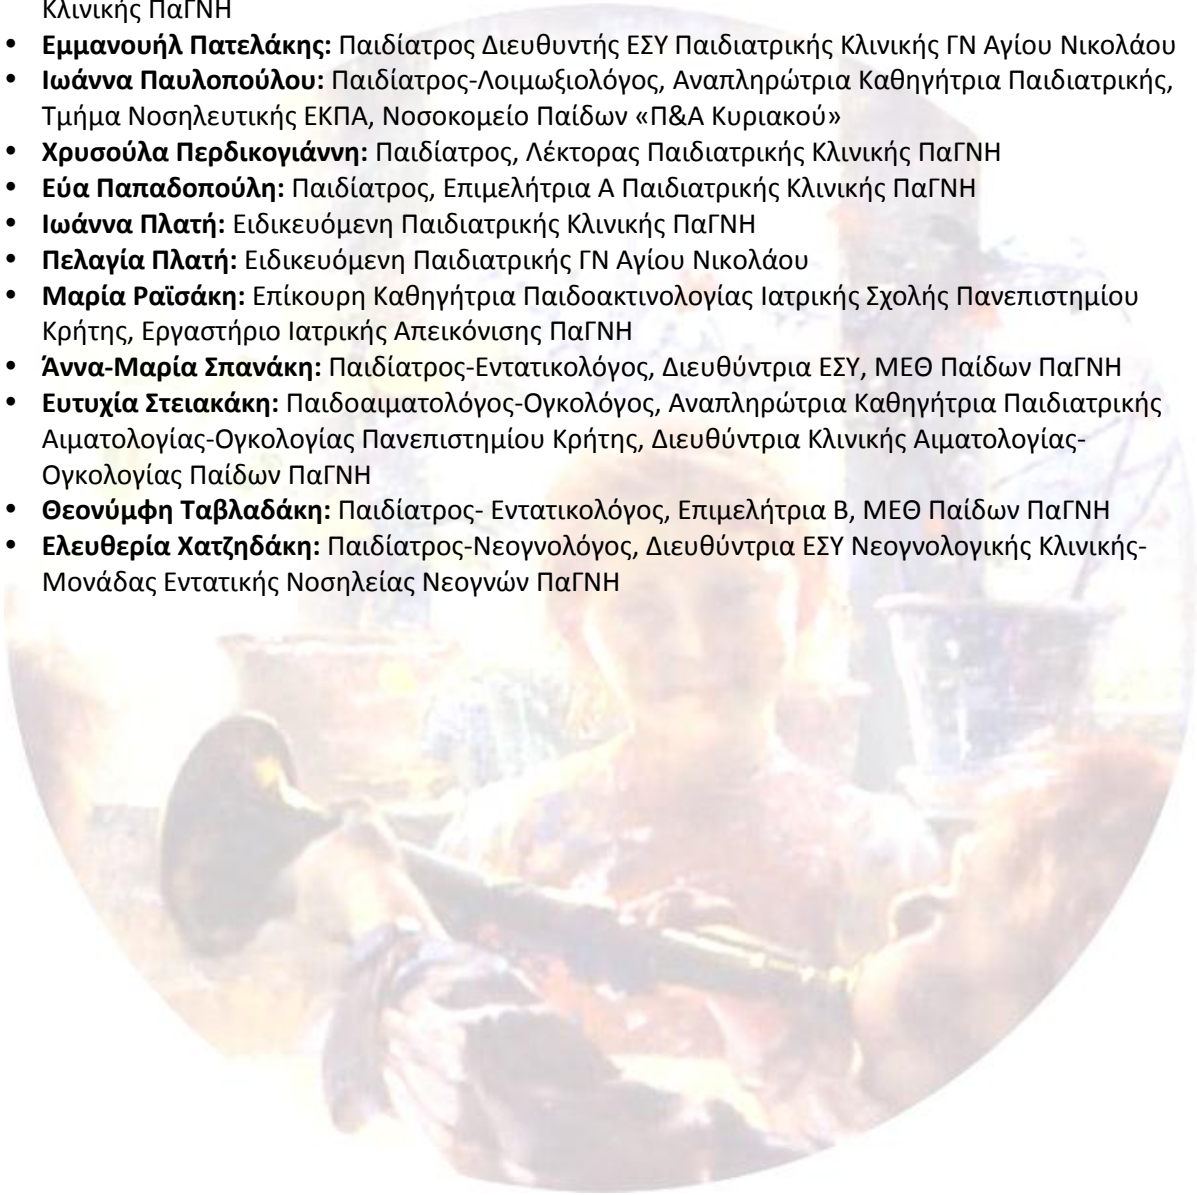 Κλινικής ΠαΓΝΗ
• Εμμανουήλ Πατελάκης: Παιδίατρος Διευθυντής ΕΣΥ Παιδιατρικής Κλινικής ΓΝ Αγίου Νικολάου
• Ιωάννα Παυλοπούλου: Παιδίατρος-Λοιμωξιολόγος, Αναπληρώτρια Καθηγήτρια Παιδιατρικής,
Τμήμα Νοσηλευτικής ΕΚΠΑ, Νοσοκομείο Παίδων «Π&Α Κυριακού»
• Χρυσούλα Περδικογιάννη: Παιδίατρος, Λέκτορας Παιδιατρικής Κλινικής ΠαΓΝΗ
• Εύα Παπαδοπούλη: Παιδίατρος, Επιμελήτρια Α Παιδιατρικής Κλινικής ΠαΓΝΗ
• Ιωάννα Πλατή: Ειδικευόμενη Παιδιατρικής Κλινικής ΠαΓΝΗ
• Πελαγία Πλατή: Ειδικευόμενη Παιδιατρικής ΓΝ Αγίου Νικολάου
• Μαρία Ραϊσάκη: Επίκουρη Καθηγήτρια Παιδοακτινολογίας Ιατρικής Σχολής Πανεπιστημίου
Κρήτης, Εργαστήριο Ιατρικής Απεικόνισης ΠαΓΝΗ
• Άννα-Μαρία Σπανάκη: Παιδίατρος-Εντατικολόγος, Διευθύντρια ΕΣΥ, ΜΕΘ Παίδων ΠαΓΝΗ
• Ευτυχία Στειακάκη: Παιδοαιματολόγος-Ογκολόγος, Αναπληρώτρια Καθηγήτρια Παιδιατρικής
Αιματολογίας-Ογκολογίας Πανεπιστημίου Κρήτης, Διευθύντρια Κλινικής Αιματολογίας-
Ογκολογίας Παίδων ΠαΓΝΗ
• Θεονύμφη Ταβλαδάκη: Παιδίατρος- Εντατικολόγος, Επιμελήτρια Β, ΜΕΘ Παίδων ΠαΓΝΗ
• Ελευθερία Χατζηδάκη: Παιδίατρος-Νεογνολόγος, Διευθύντρια ΕΣΥ Νεογνολογικής Κλινικής-
Μονάδας Εντατικής Νοσηλείας Νεογνών ΠαΓΝΗ